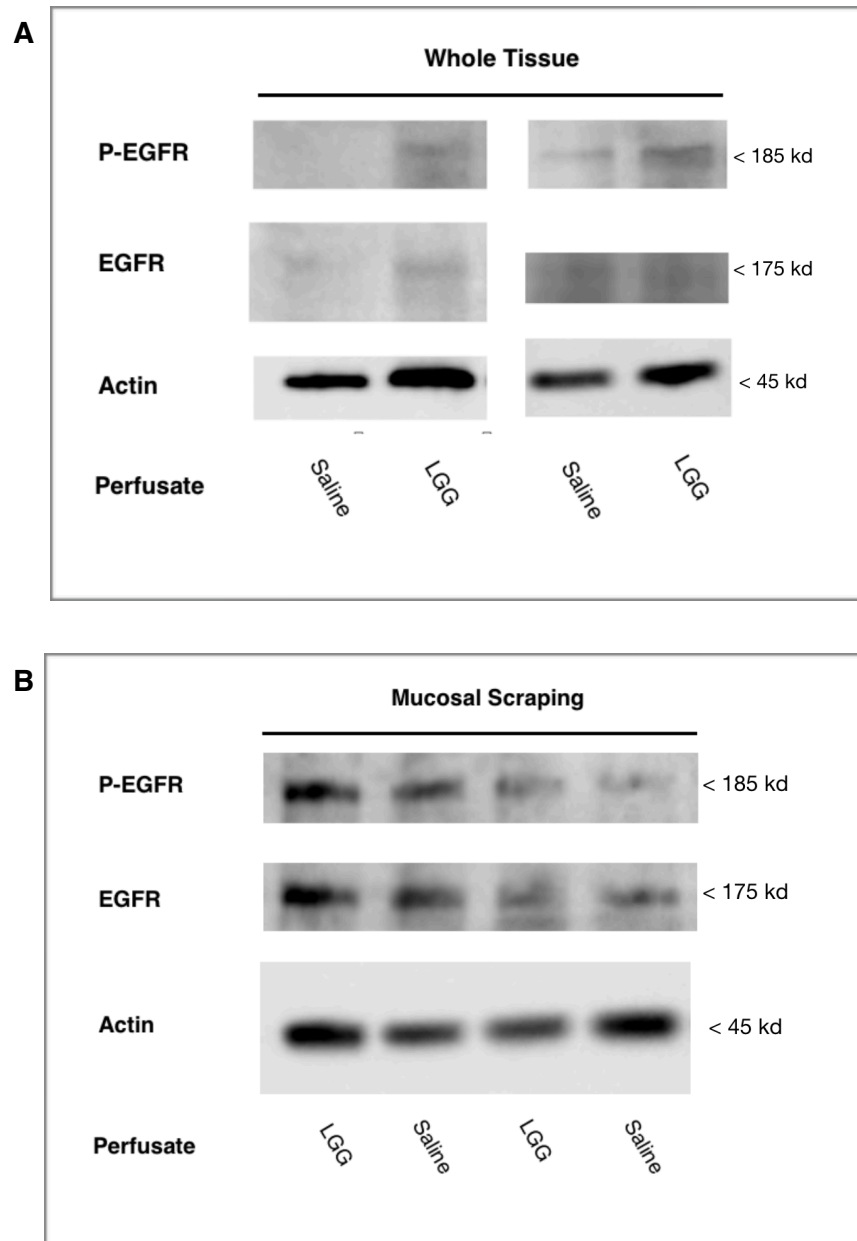 A
Whole Tissue
P-EGFR < 185 kd
EGFR < 175 kd
Actin < 45 kd
Perfusate Saline LGG Saline LGG
B
Mucosal Scraping
P-EGFR < 185 kd
EGFR < 175 kd
Actin < 45 kd
Perfusate LGG Saline LGG Saline